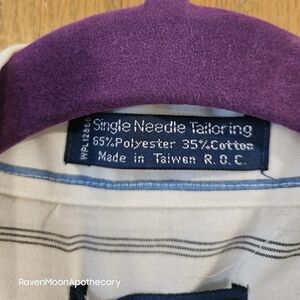 Single Needle Tailoring
65% Polyester 35% Cotton
Made in Taiwan R.O.C.
RavenMoonApothecary